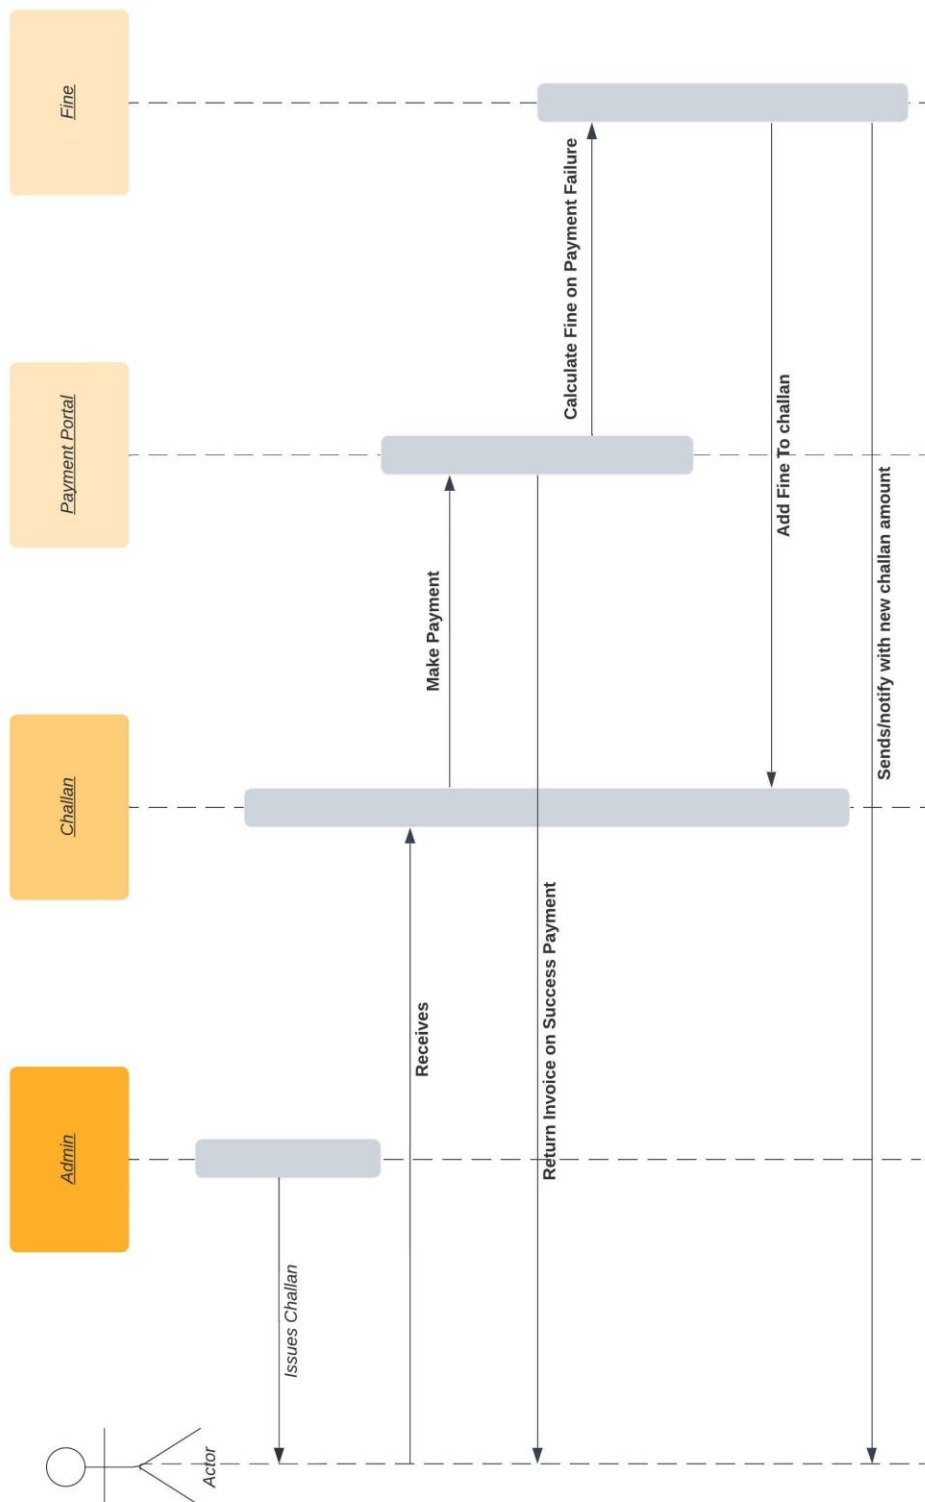 Actor
Admin
Challan
Payment Portal
Fine
Issues Challan
Receives
Make Payment
Return Invoice on Success Payment
Calculate Fine on Payment Failure
Add Fine To challan
Sends/notify with new challan amount